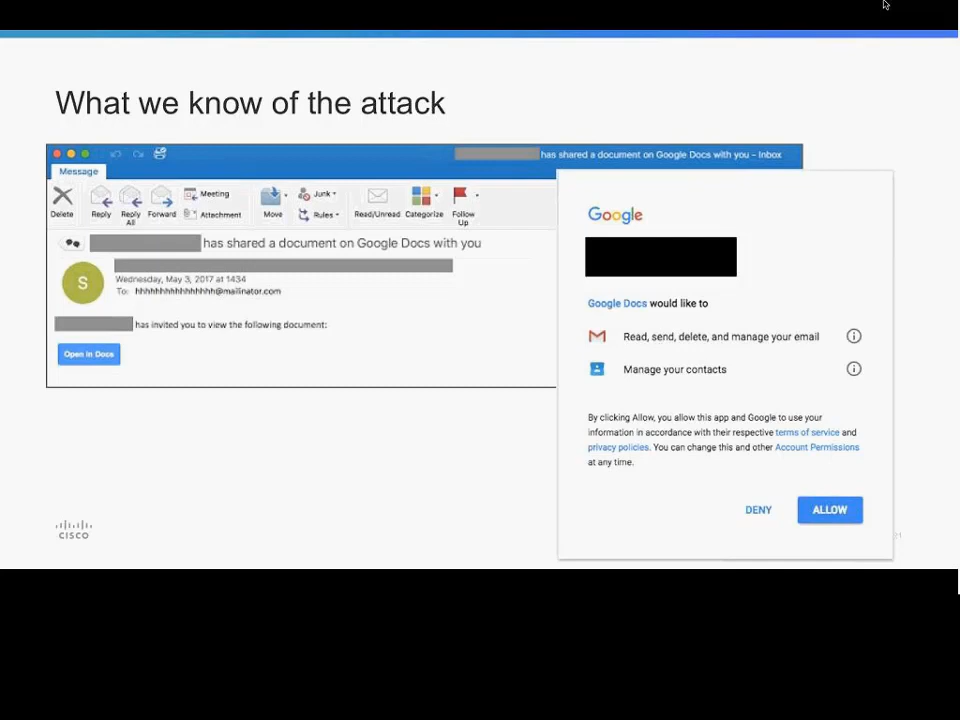 What we know of the attack
has shared a document on Google Docs with you – Inbox
Message
Delete
Reply
Reply All
Forward
Meeting
Attachment
Move
Junk
Rules
Read/Unread
Categorize
Follow Up
has shared a document on Google Docs with you
S
Wednesday, May 3, 2017 at 1434
To: hhhhhhhhhhhhhhhh@mailinator.com
has invited you to view the following document:
Open in Docs
Google
Google Docs would like to
Read, send, delete, and manage your email
Manage your contacts
By clicking Allow, you allow this app and Google to use your
information in accordance with their respective terms of service and
privacy policies. You can change this and other Account Permissions
at any time.
DENY
ALLOW
CISCO